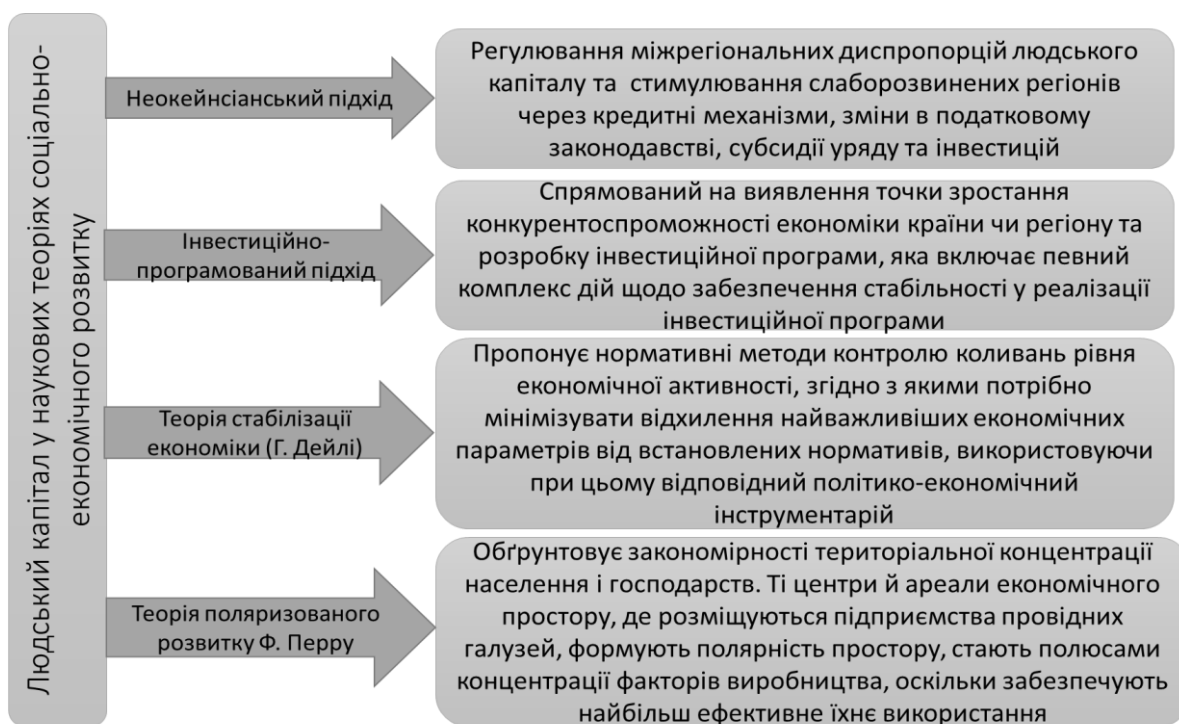 Людський капітал у наукових теоріях соціально-
економічного розвитку
Неокейнсіанський підхід
Регулювання міжрегіональних диспропорцій людського
капіталу та стимулювання слаборозвинених регіонів
через кредитні механізми, зміни в податковому
законодавстві, субсидії уряду та інвестицій
Інвестиційно-
програмований підхід
Спрямований на виявлення точки зростання
конкурентоспроможності економіки країни чи регіону та
розробку інвестиційної програми, яка включає певний
комплекс дій щодо забезпечення стабільності у реалізації
інвестиційної програми
Теорія стабілізації
економіки (Г. Дейлі)
Пропонує нормативні методи контролю коливань рівня
економічної активності, згідно з якими потрібно
мінімізувати відхилення найважливіших економічних
параметрів від встановлених нормативів, використовуючи
при цьому відповідний політико-економічний
інструментарій
Теорія поляризованого
розвитку Ф. Перру
Обґрунтовує закономірності територіальної концентрації
населення і господарств. Ті центри й ареали економічного
простору, де розміщуються підприємства провідних
галузей, формують полярність простору, стають полюсами
концентрації факторів виробництва, оскільки забезпечують
найбільш ефективне їхнє використання